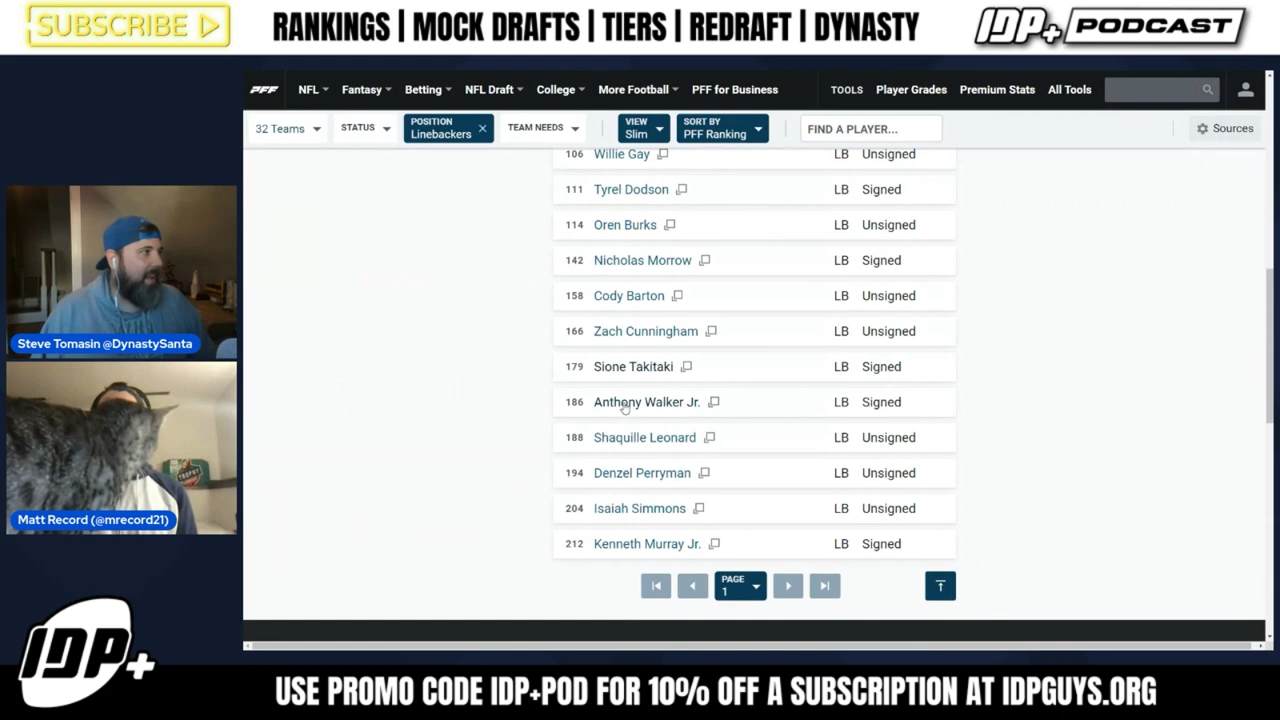 SUBSCRIBE
RANKINGS | MOCK DRAFTS | TIERS | REDRAFT | DYNASTY
IDP+ PODCAST
PFF NFL Fantasy Betting NFL Draft College More Football PFF for Business TOOLS Player Grades Premium Stats All Tools
32 Teams STATUS POSITION Linebackers TEAM NEEDS VIEW Slim SORT BY PFF Ranking FIND A PLAYER... Sources
106 Willie Gay LB Unsigned
111 Tyrel Dodson LB Signed
114 Oren Burks LB Unsigned
142 Nicholas Morrow LB Signed
158 Cody Barton LB Unsigned
166 Zach Cunningham LB Unsigned
179 Sione Takitaki LB Signed
186 Anthony Walker Jr. LB Signed
188 Shaquille Leonard LB Unsigned
194 Denzel Perryman LB Unsigned
204 Isaiah Simmons LB Unsigned
212 Kenneth Murray Jr. LB Signed
PAGE 1
Steve Tomasin @DynastySanta
TROPHY
Matt Record (@mrecord21)
IDP+
USE PROMO CODE IDP+POD FOR 10% OFF A SUBSCRIPTION AT IDPGUYS.ORG